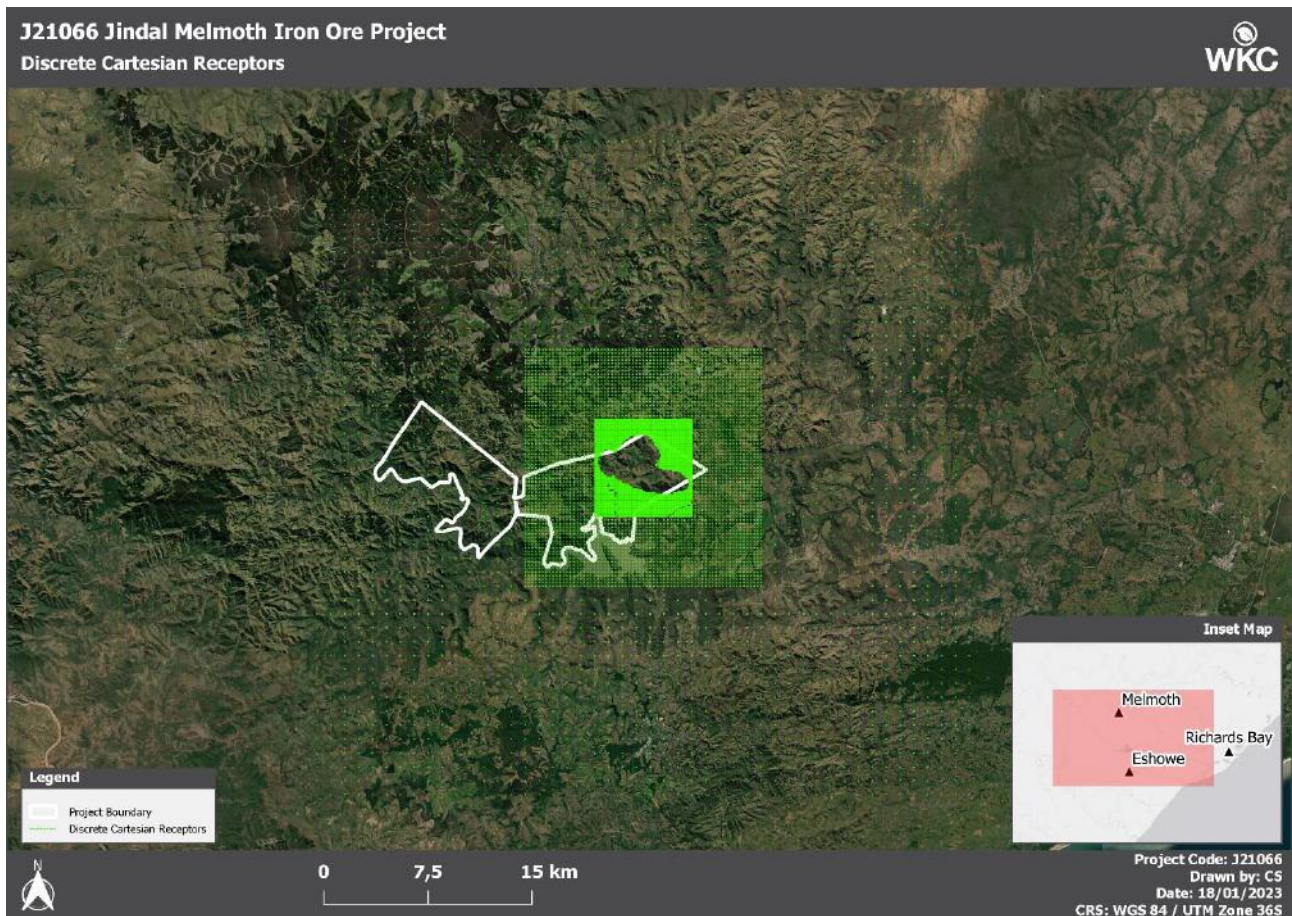 J21066 Jindal Melmoth Iron Ore Project
Discrete Cartesian Receptors
WKC
Inset Map
Melmoth
Richards Bay
Eshowe
Legend
Project Boundary
Discrete Cartesian Receptors
N
0 7,5 15 km
Project Code: J21066
Drawn by: CS
Date: 18/01/2023
CRS: WGS 84 / UTM Zone 36S